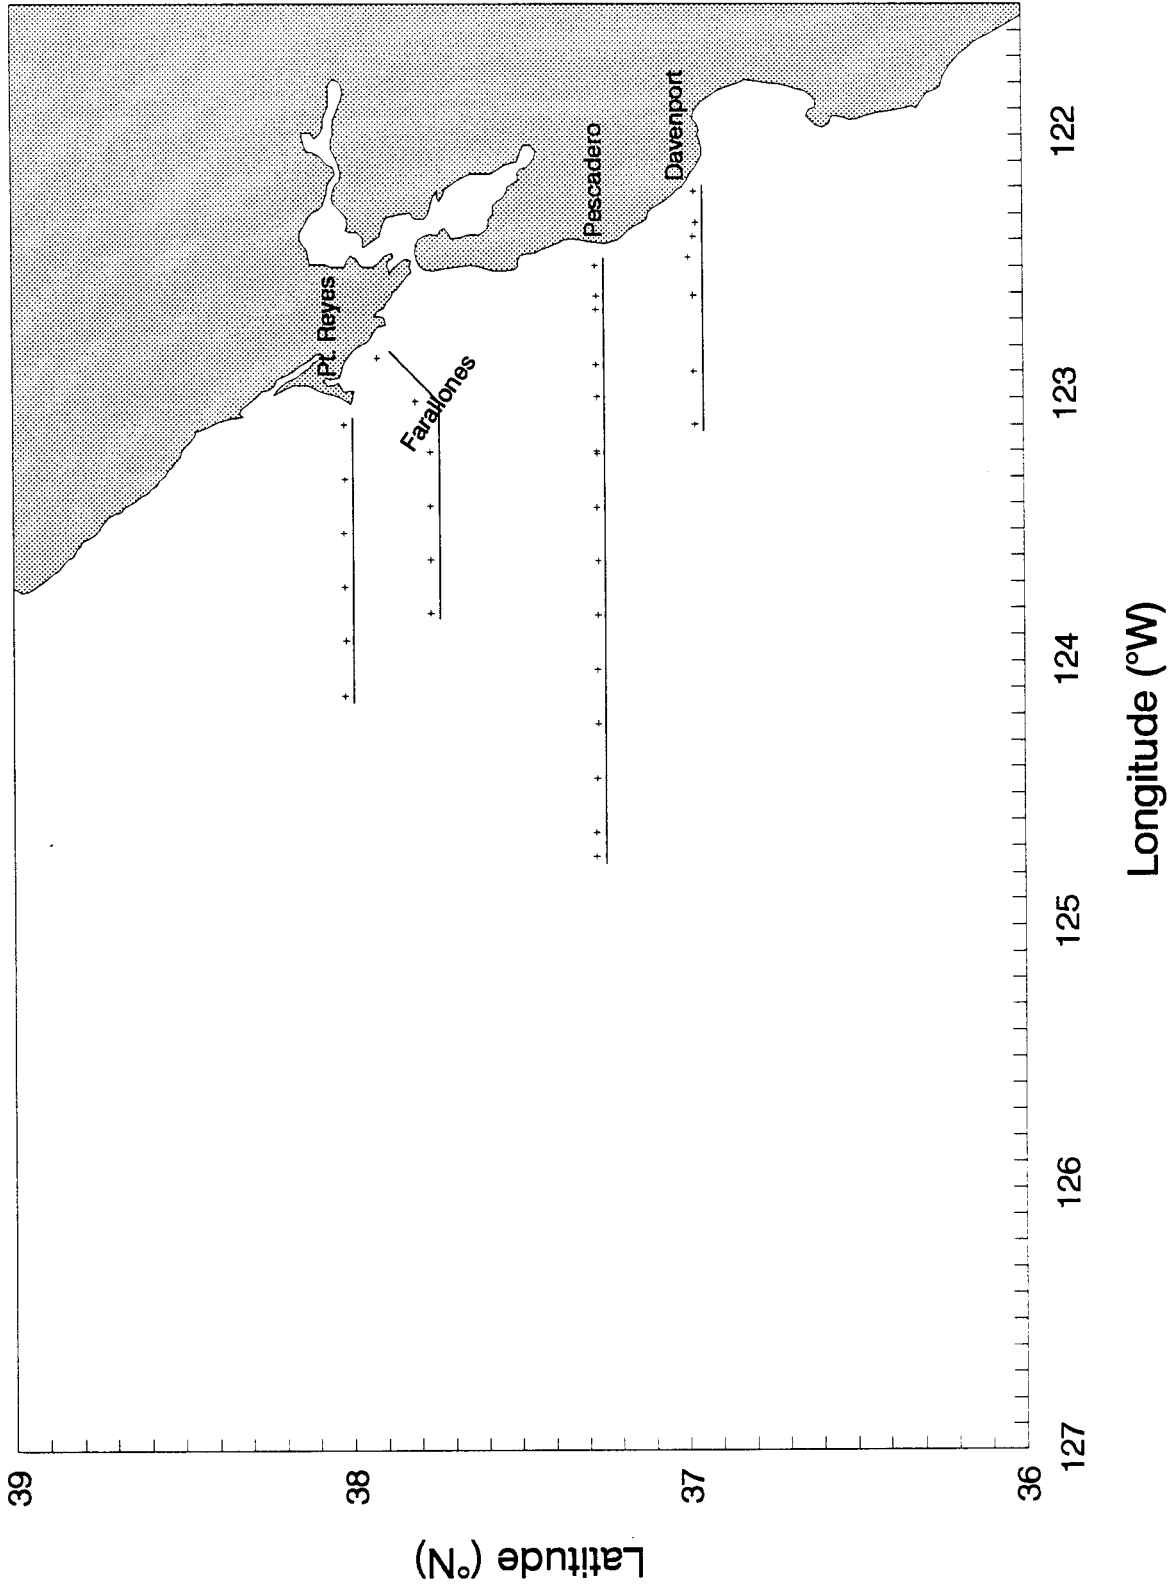 39
38
37
36
Latitude (°N)
Pt. Reyes
Farallones
Pescadero
Davenport
127
126
125
124
123
122
Longitude (°W)